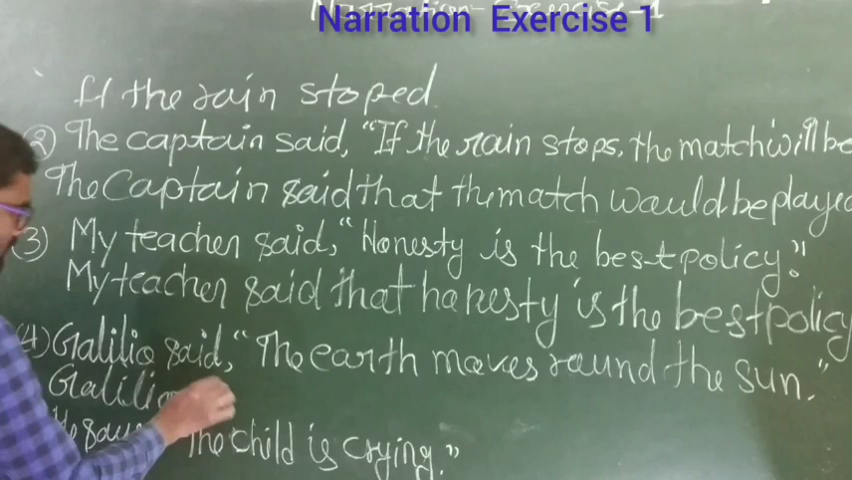 Narration Exercise 1
If the rain stoped.
(2) The captain said, "If the rain stops, the match will be
The Captain said that the match would be played
(3) My teacher said, "Honesty is the best policy."
My teacher said that honesty is the best policy
(4) Galilio said, "The earth moves round the sun."
Galilio
He says The child is crying."